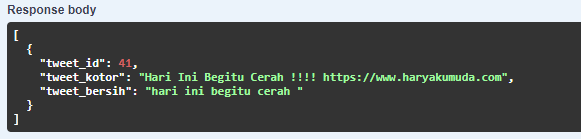 Response body
[
  {
    "tweet_id": 41,
    "tweet_kotor": "Hari Ini Begitu Cerah !!!! https://www.haryakumuda.com",
    "tweet_bersih": "hari ini begitu cerah "
  }
]